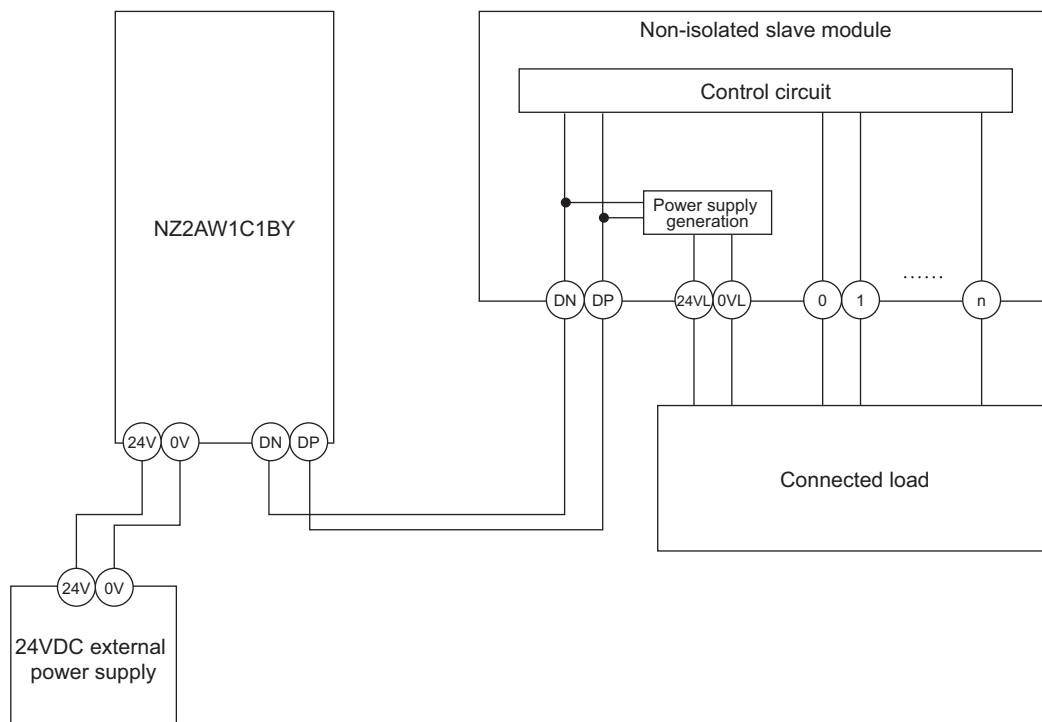 Non-isolated slave module
Control circuit
NZ2AW1C1BY
Power supply
generation
DN DP 24VL 0VL 0 1 ...... n
24V 0V DN DP
Connected load
24V 0V
24VDC external
power supply